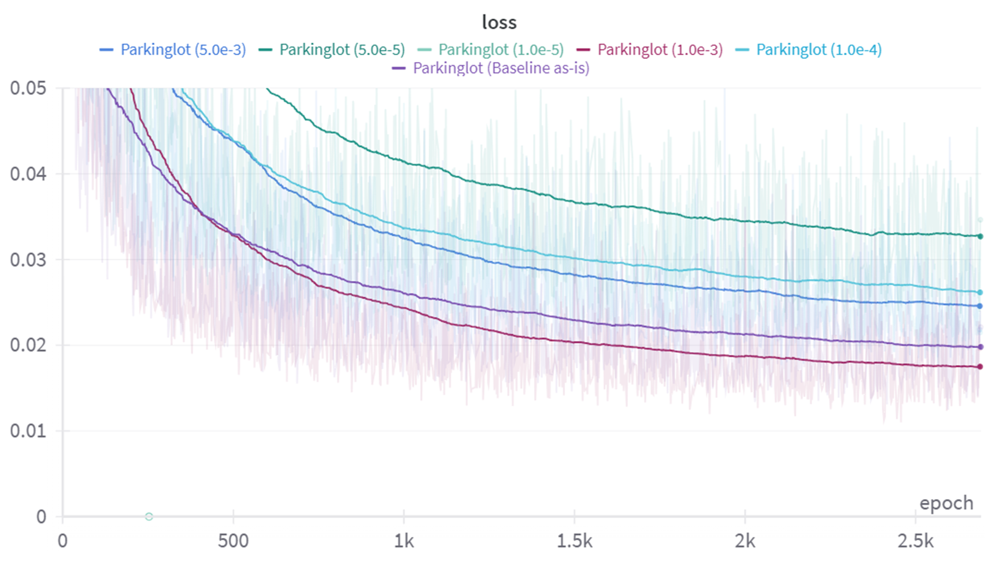 loss
Parkinglot (5.0e-3) Parkinglot (5.0e-5) Parkinglot (1.0e-5) Parkinglot (1.0e-3) Parkinglot (1.0e-4)
Parkinglot (Baseline as-is)
0.05
0.04
0.03
0.02
0.01
epoch
0
0 500 1k 1.5k 2k 2.5k